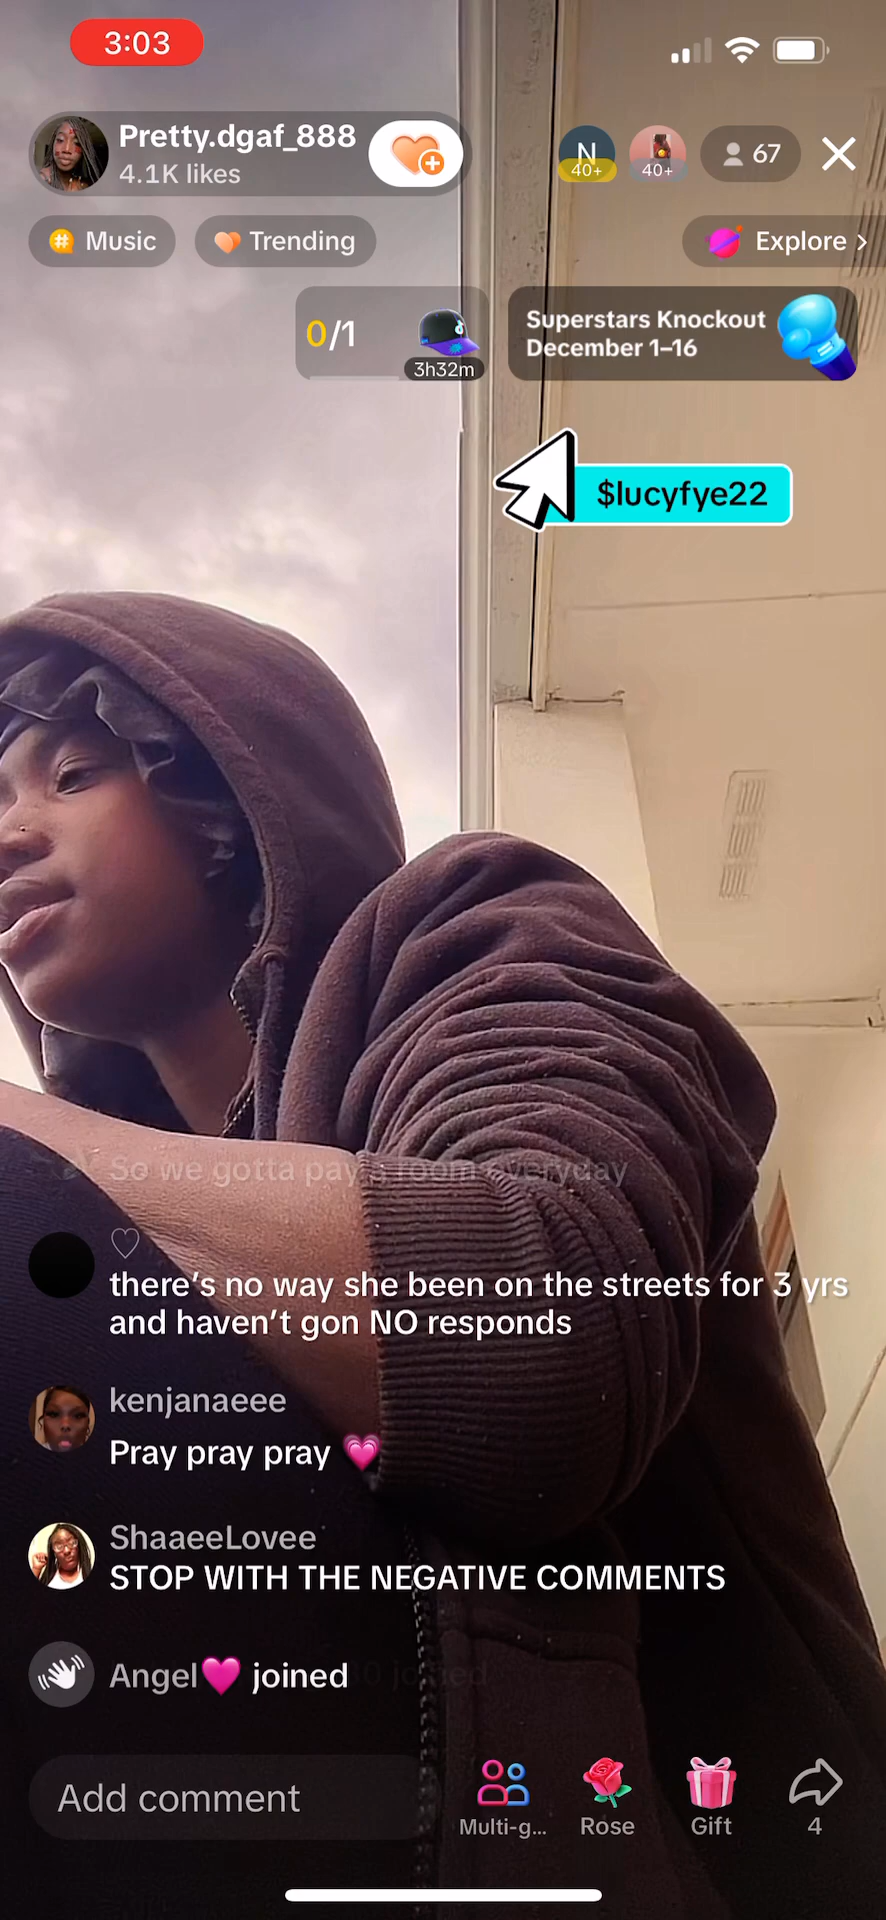 3:03
Pretty.dgaf_888
4.1K likes
N
40+
40+
67
Music
Trending
Explore
0/1
3h32m
Superstars Knockout
December 1–16
$lucyfye22
So we gotta pay a room everyday
there's no way she been on the streets for 3 yrs
and haven't gon NO responds
kenjanaeee
Pray pray pray
ShaaeeLovee
STOP WITH THE NEGATIVE COMMENTS
Angel joined
Add comment
Multi-g...
Rose
Gift
4